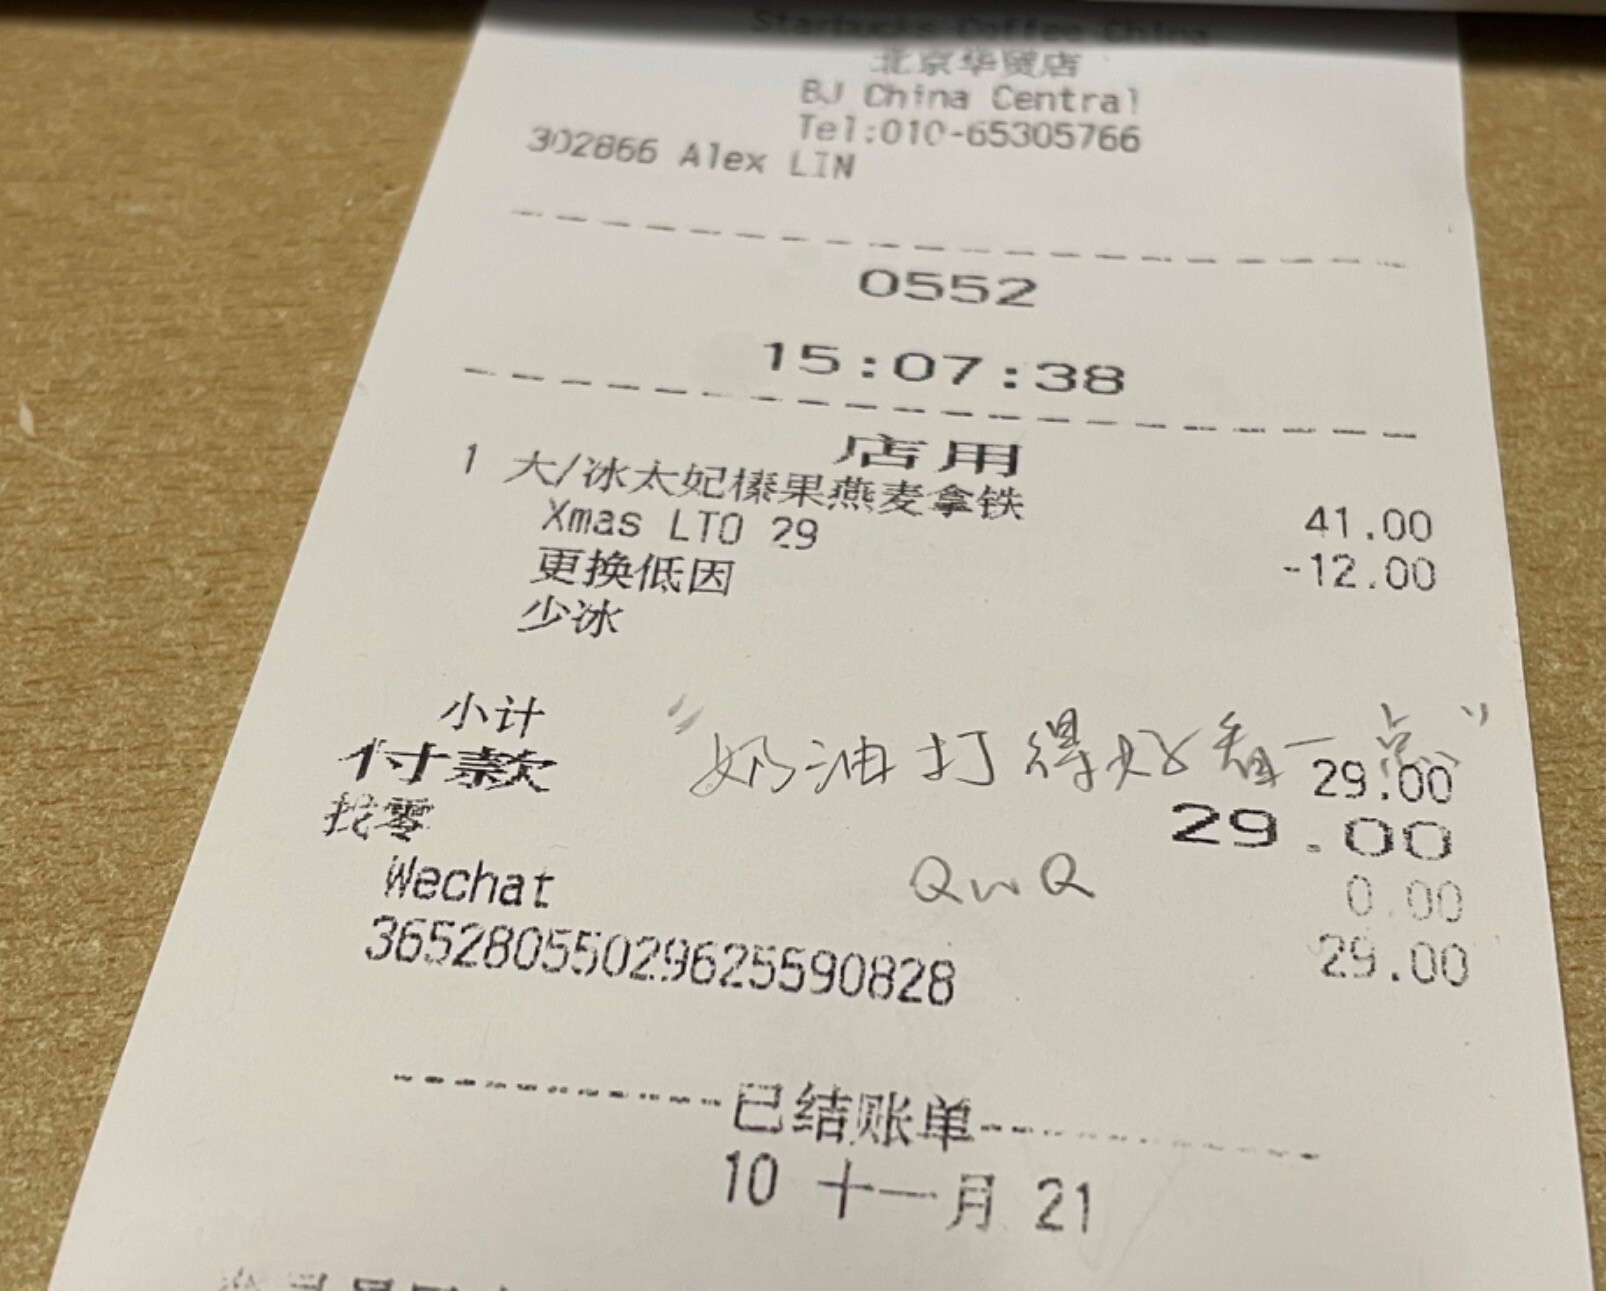 Starbucks Coffee China
北京华贸店
BJ China Central
Tel:010-65305766
302866 Alex LIN
0552
15:07:38
店用
1 大/冰太妃榛果燕麦拿铁 41.00
Xmas LTO 29 -12.00
更换低因
少冰
"奶油打得好看一点"
小计 29.00
付款 29.00
找零 0.00
QwQ
Wechat 29.00
36528055029625590828
----------已结账单----------
10 十一月 21